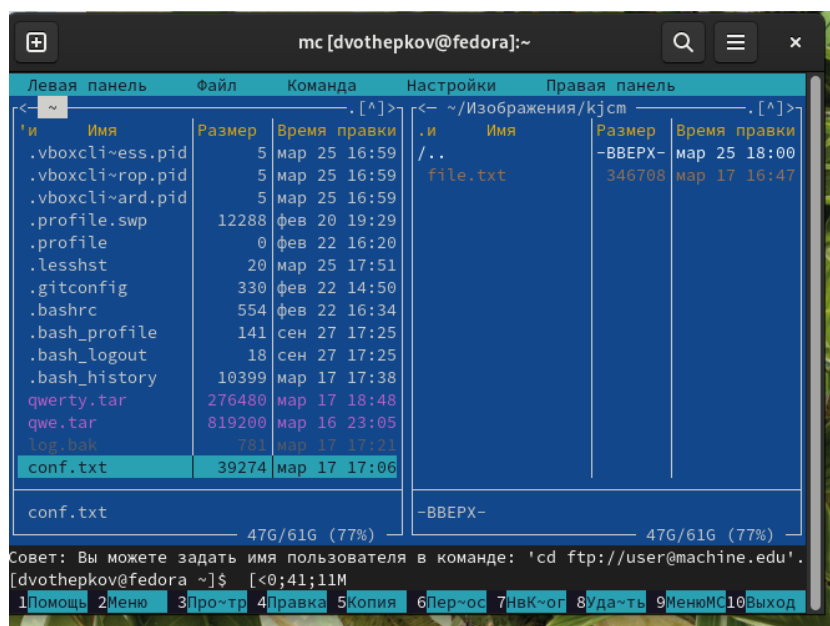 mc [dvothepkov@fedora]:~
Левая панель Файл Команда Настройки Правая панель
<— ~ .[^]> <— ~/Изображения/kjcm .[^]>
'и Имя Размер Время правки .и Имя Размер Время правки
.vboxcli~ess.pid 5 мар 25 16:59 /.. -ВВЕРХ- мар 25 18:00
.vboxcli~rop.pid 5 мар 25 16:59 file.txt 346708 мар 17 16:47
.vboxcli~ard.pid 5 мар 25 16:59
.profile.swp 12288 фев 20 19:29
.profile 0 фев 22 16:20
.lesshst 20 мар 25 17:51
.gitconfig 330 фев 22 14:50
.bashrc 554 фев 22 16:34
.bash_profile 141 сен 27 17:25
.bash_logout 18 сен 27 17:25
.bash_history 10399 мар 17 17:38
qwerty.tar 276480 мар 17 18:48
qwe.tar 819200 мар 16 23:05
log.bak 781 мар 17 17:21
conf.txt 39274 мар 17 17:06
conf.txt -ВВЕРХ-
47G/61G (77%) 47G/61G (77%)
Совет: Вы можете задать имя пользователя в команде: 'cd ftp://user@machine.edu'.
[dvothepkov@fedora ~]$ [<0;41;11M
1Помощь 2Меню 3Про~тр 4Правка 5Копия 6Пер~ос 7НвК~ог 8Уда~ть 9МенюMC 10Выход